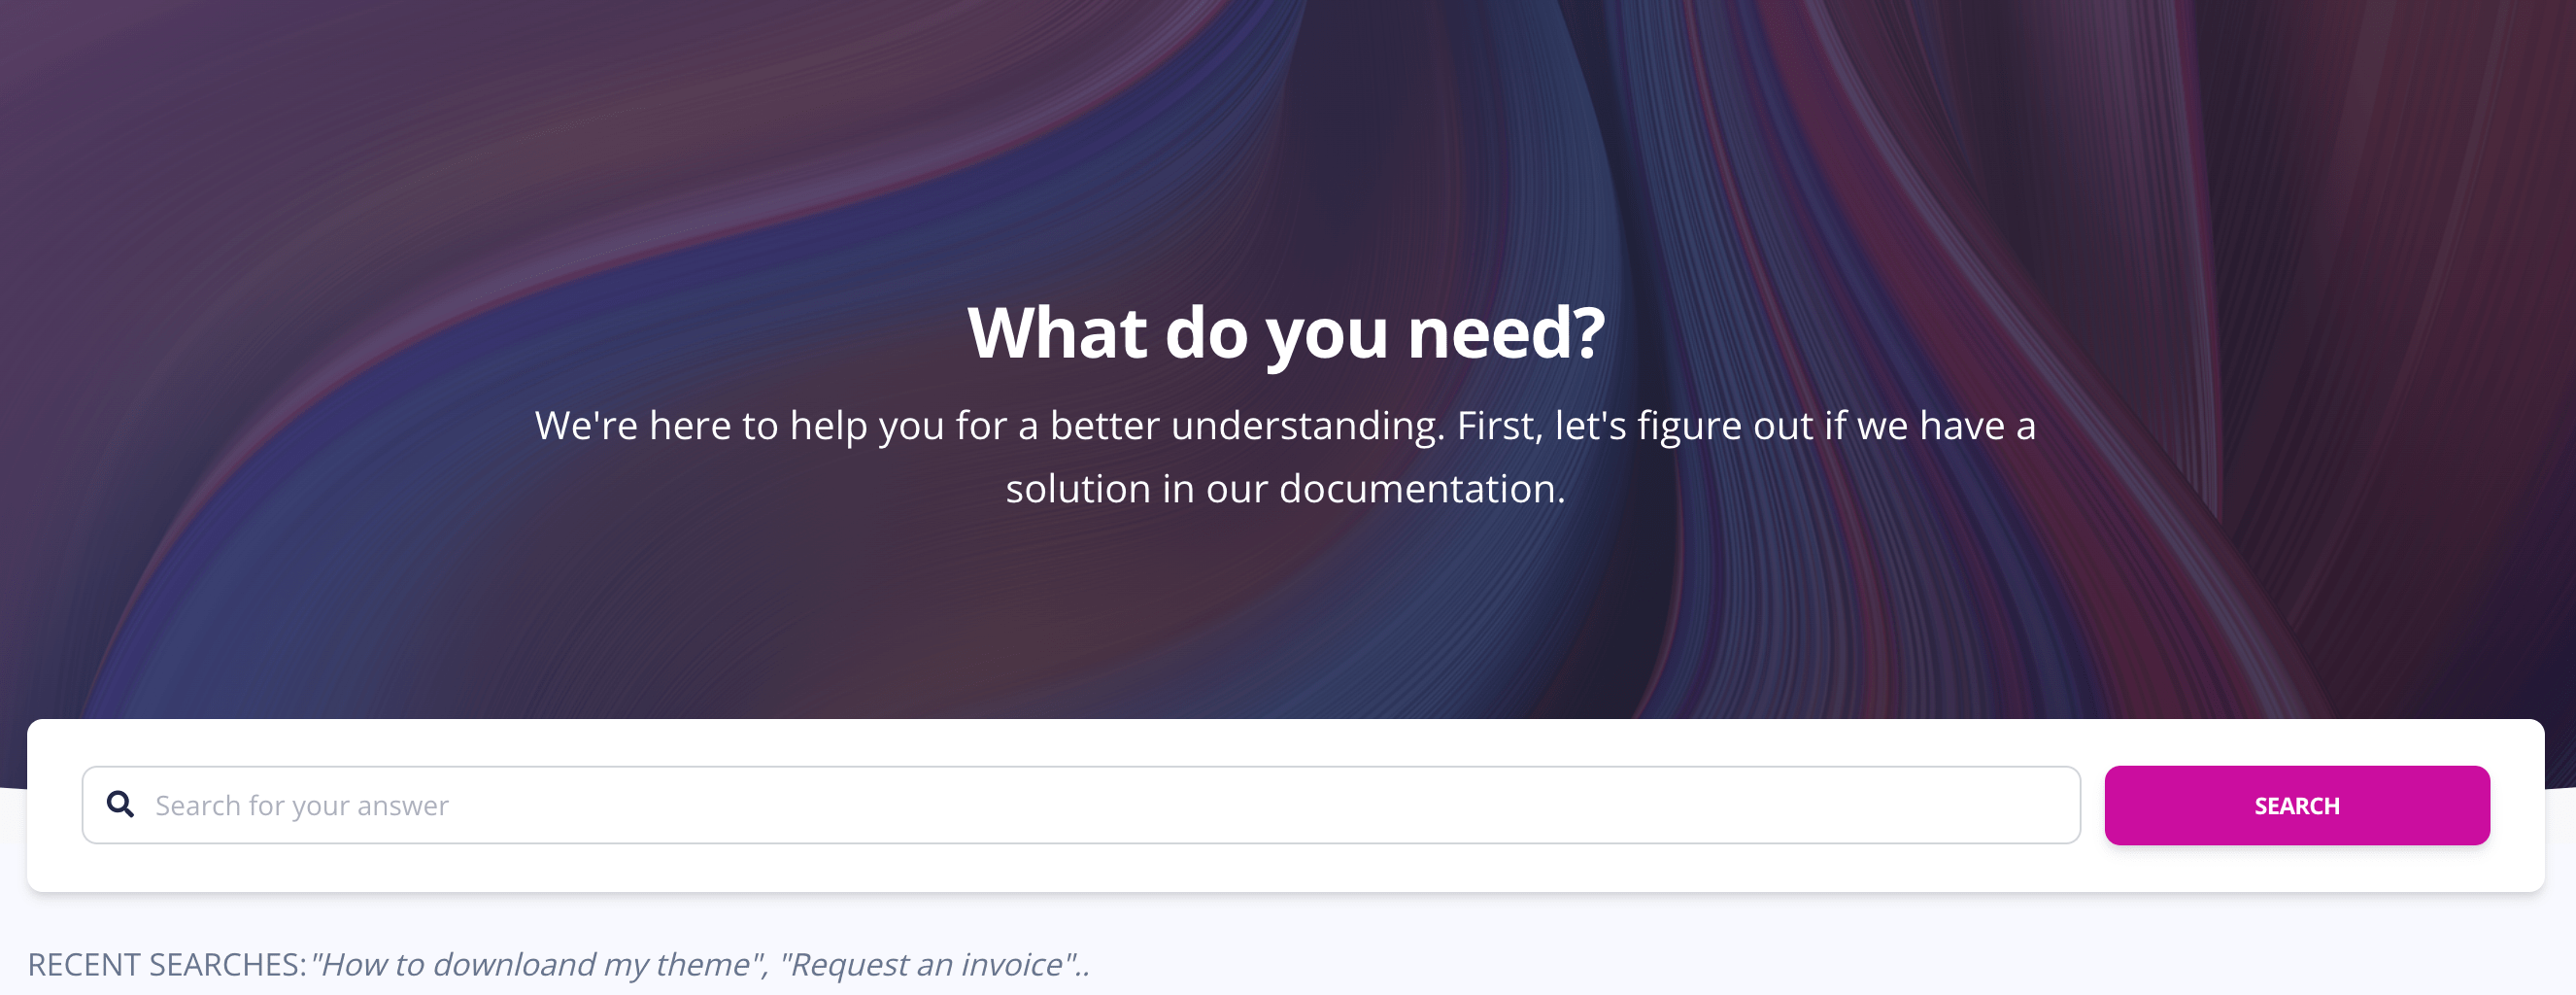 What do you need?
We're here to help you for a better understanding. First, let's figure out if we have a
solution in our documentation.
Search for your answer
SEARCH
RECENT SEARCHES:"How to downloand my theme", "Request an invoice"..